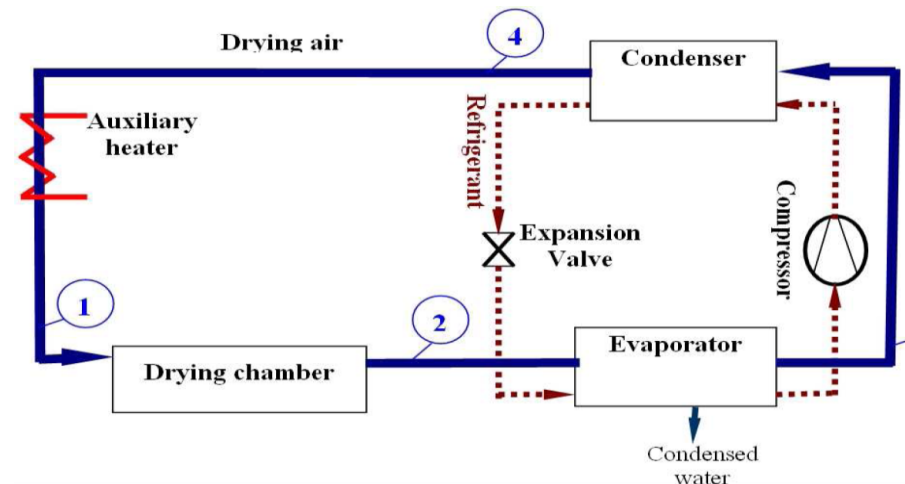 Drying air
4
Condenser
Auxiliary
heater
Refrigerant
Compressor
Expansion
Valve
1
2
Evaporator
Drying chamber
Condensed
water